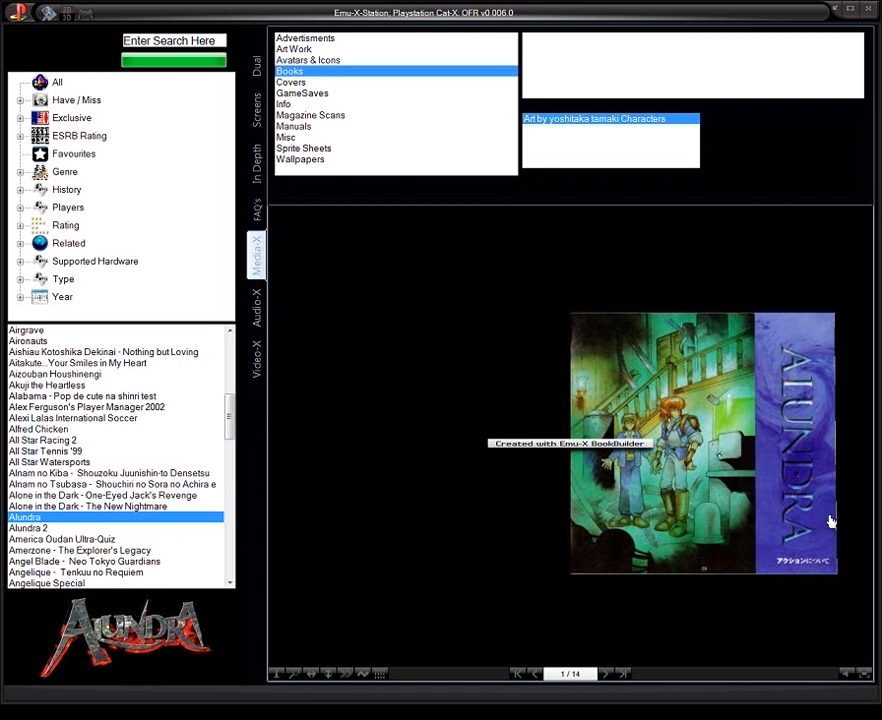 Emu-X-Station; Playstation Cat-X: OFR v0.006.0
2D
3D
Enter Search Here
All
Have / Miss
Exclusive
ESRB Rating
Favourites
Genre
History
Players
Rating
Related
Supported Hardware
Type
Year
Airgrave
Aironauts
Aishiau Kotoshika Dekinai - Nothing but Loving
Aitakute...Your Smiles in My Heart
Aizouban Houshinengi
Akuji the Heartless
Alabama - Pop de cute na shinri test
Alex Ferguson's Player Manager 2002
Alexi Lalas International Soccer
Alfred Chicken
All Star Racing 2
All Star Tennis '99
All Star Watersports
Alnam no Kiba - Shouzoku Juunishin-to Densetsu
Alnam no Tsubasa - Shouchiri no Sora no Achira e
Alone in the Dark - One-Eyed Jack's Revenge
Alone in the Dark - The New Nightmare
Alundra
Alundra 2
America Oudan Ultra-Quiz
Amerzone - The Explorer's Legacy
Angel Blade - Neo Tokyo Guardians
Angelique - Tenkuu no Requiem
Angelique Special
ALUNDRA
Dual
Screens
In Depth
FAQ's
Media-X
Audio-X
Video-X
Advertisments
Art Work
Avatars & Icons
Books
Covers
GameSaves
Info
Magazine Scans
Manuals
Misc
Sprite Sheets
Wallpapers
Art by yoshitaka tamaki Characters
Created with Emu-X BookBuilder
ALUNDRA
アクションについて
1 / 14